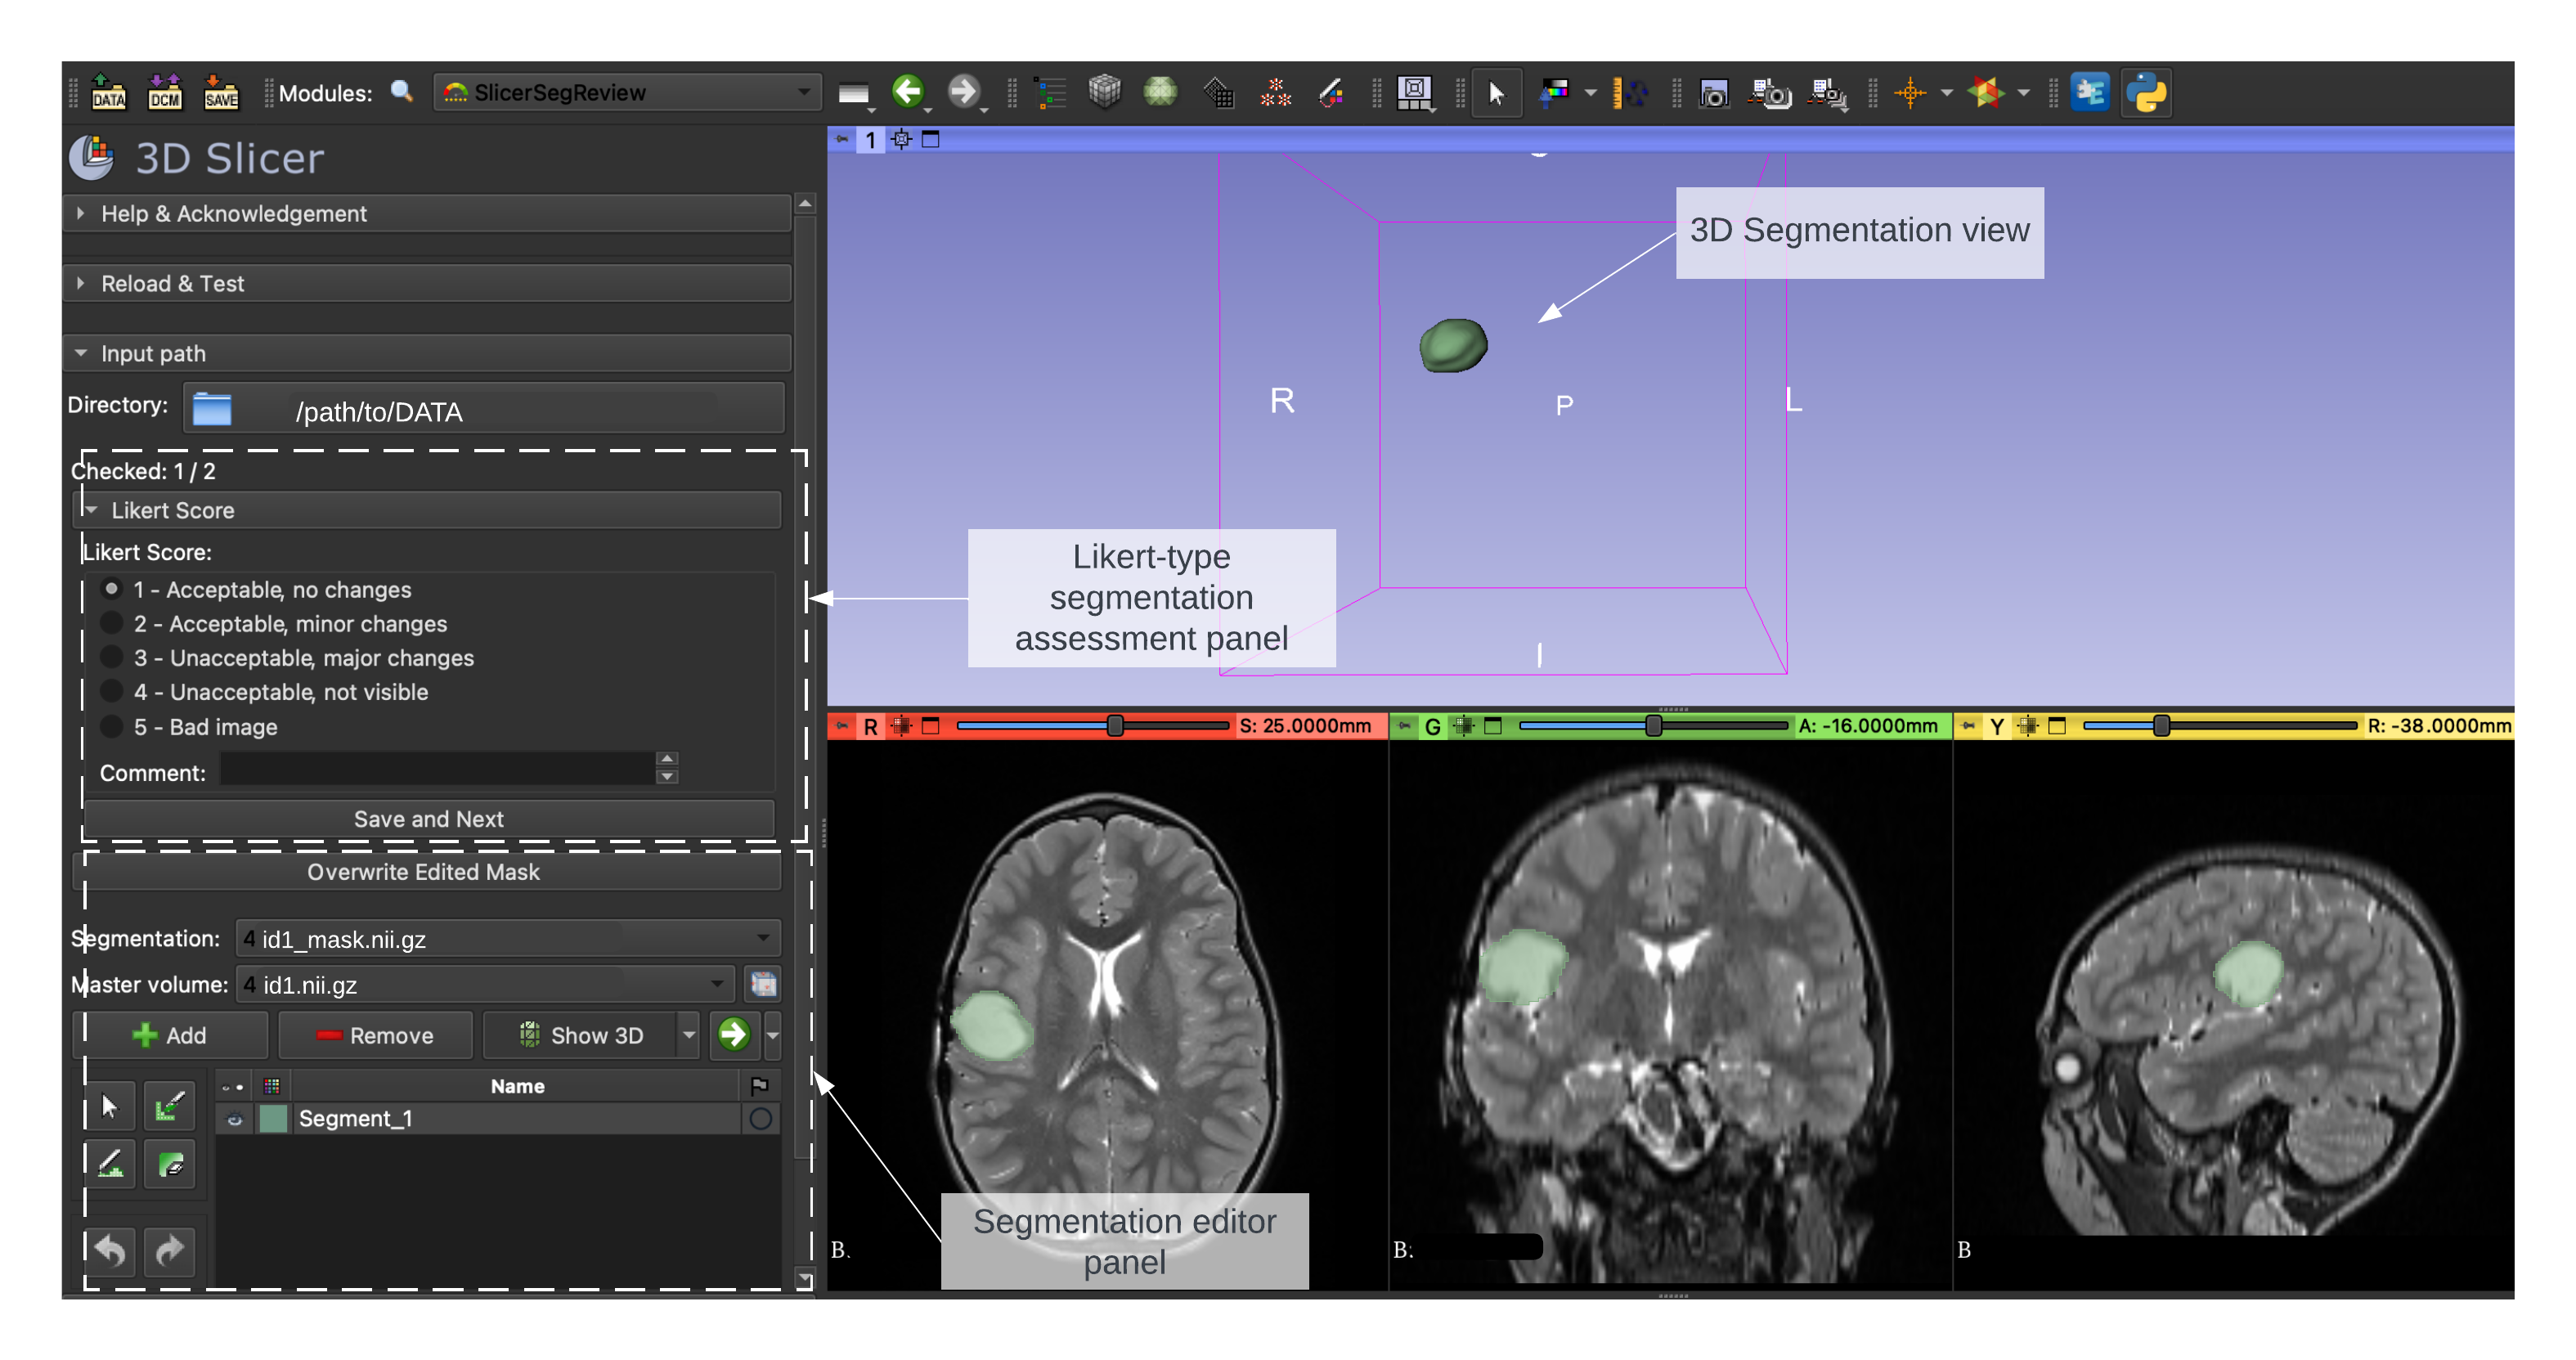 DATA
DCM
SAVE
Modules:
SlicerSegReview
3D Slicer
Help & Acknowledgement
Reload & Test
Input path
Directory:
/path/to/DATA
Checked: 1 / 2
Likert Score
Likert Score:
1 - Acceptable, no changes
2 - Acceptable, minor changes
3 - Unacceptable, major changes
4 - Unacceptable, not visible
5 - Bad image
Comment:
Save and Next
Overwrite Edited Mask
Segmentation:
4 id1_mask.nii.gz
Master volume:
4 id1.nii.gz
Add
Remove
Show 3D
Name
Segment_1
1
3D Segmentation view
R
P
L
I
Likert-type
segmentation
assessment panel
R
S: 25.0000mm
G
A: -16.0000mm
Y
R: -38.0000mm
Segmentation editor
panel
B.
B:
B